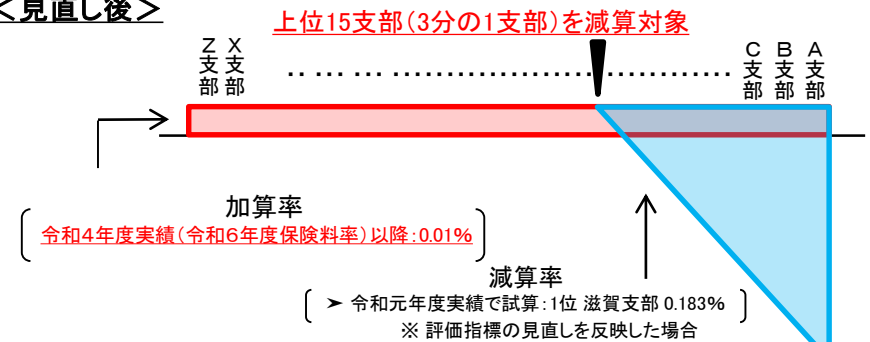 ＜見直し後＞
上位15支部（3分の1支部）を減算対象
Z支部
X支部
‥ … … ……………………………………
C支部
B支部
A支部
加算率
令和4年度実績（令和6年度保険料率）以降：0.01％
減算率
➤ 令和元年度実績で試算：1位 滋賀支部 0.183％
※ 評価指標の見直しを反映した場合